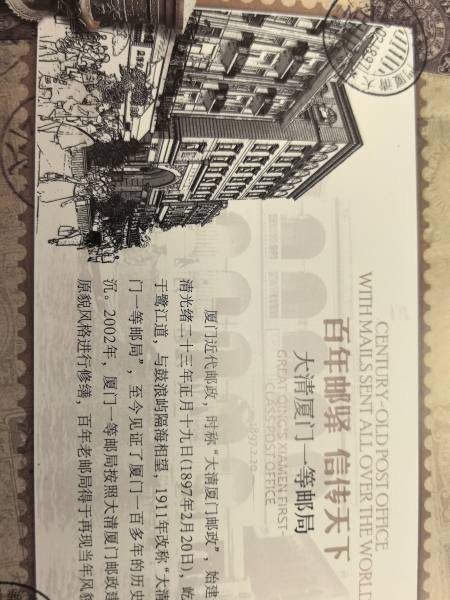 CENTURY-OLD POST OFFICE
WITH MAILS SENT ALL OVER THE WORLD
百年邮驿 信传天下
大清厦门一等邮局
GREAT QING'S XIAMEN FIRST-
CLASS POST OFFICE
1897.2.20
厦门近代邮政，时称“大清厦门邮政”，始建
清光绪二十三年正月十九日(1897年2月20日)，屹
于鹭江道，与鼓浪屿隔海相望，1911年改称“大清
门一等邮局”，至今见证了厦门一百多年的历史
沉。2002年，厦门一等邮局按照大清厦门邮政建
原貌风格进行修缮，百年老邮局得于再现当年风貌